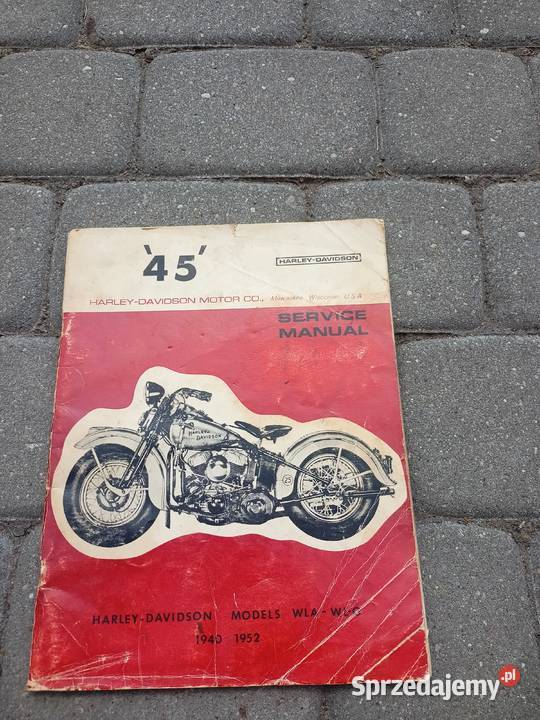 '45'
HARLEY-DAVIDSON
HARLEY-DAVIDSON MOTOR CO., Milwaukee, Wisconsin, U.S.A.
SERVICE
MANUAL
HARLEY DAVIDSON
25
HARLEY-DAVIDSON MODELS WLA - WLC
1940 1952
Sprzedajemy.pl